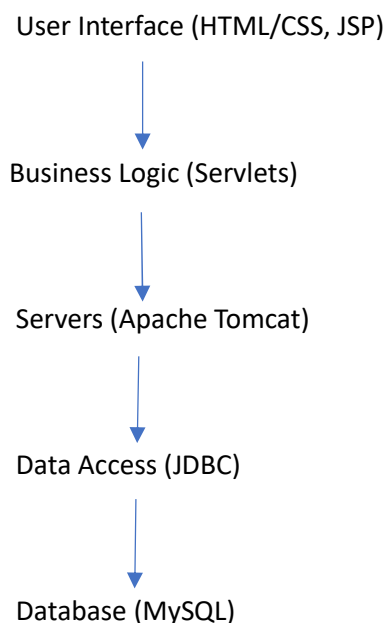 User Interface (HTML/CSS, JSP)
Business Logic (Servlets)
Servers (Apache Tomcat)
Data Access (JDBC)
Database (MySQL)